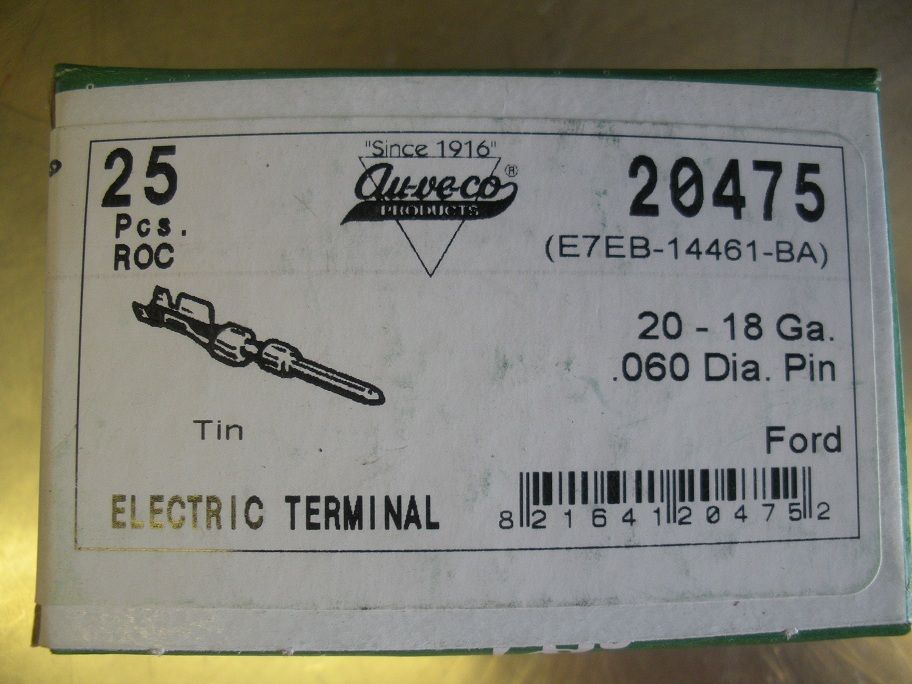 25
Pcs.
ROC
"Since 1916"
Au-ve-co®
PRODUCTS
20475
(E7EB-14461-BA)
20 - 18 Ga.
.060 Dia. Pin
Tin
Ford
ELECTRIC TERMINAL
8 21641 20475 2